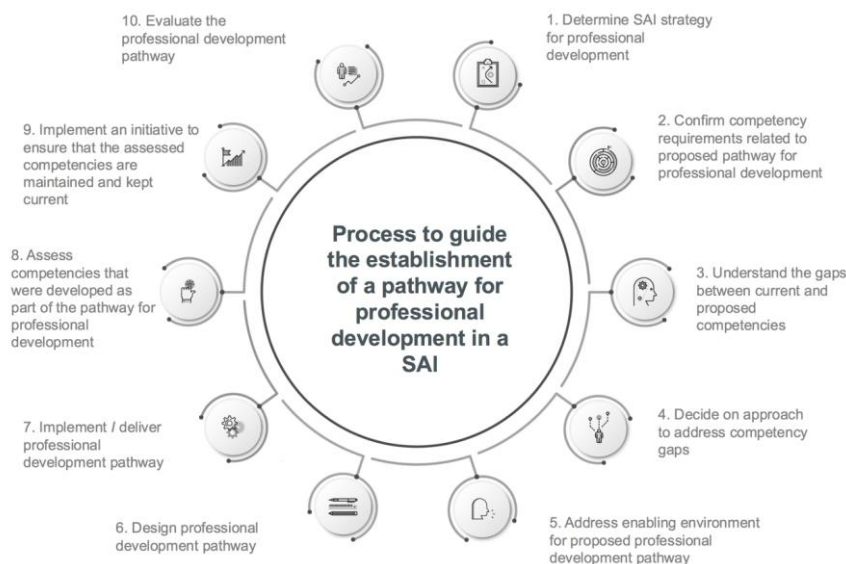 Process to guide
the establishment
of a pathway for
professional
development in a
SAI
1. Determine SAI strategy
for professional
development
2. Confirm competency
requirements related to
proposed pathway for
professional development
3. Understand the gaps
between current and
proposed
competencies
4. Decide on approach
to address competency
gaps
5. Address enabling environment
for proposed professional
development pathway
6. Design professional
development pathway
7. Implement / deliver
professional
development pathway
8. Assess
competencies that
were developed as
part of the pathway for
professional
development
9. Implement an initiative to
ensure that the assessed
competencies are
maintained and kept
current
10. Evaluate the
professional development
pathway